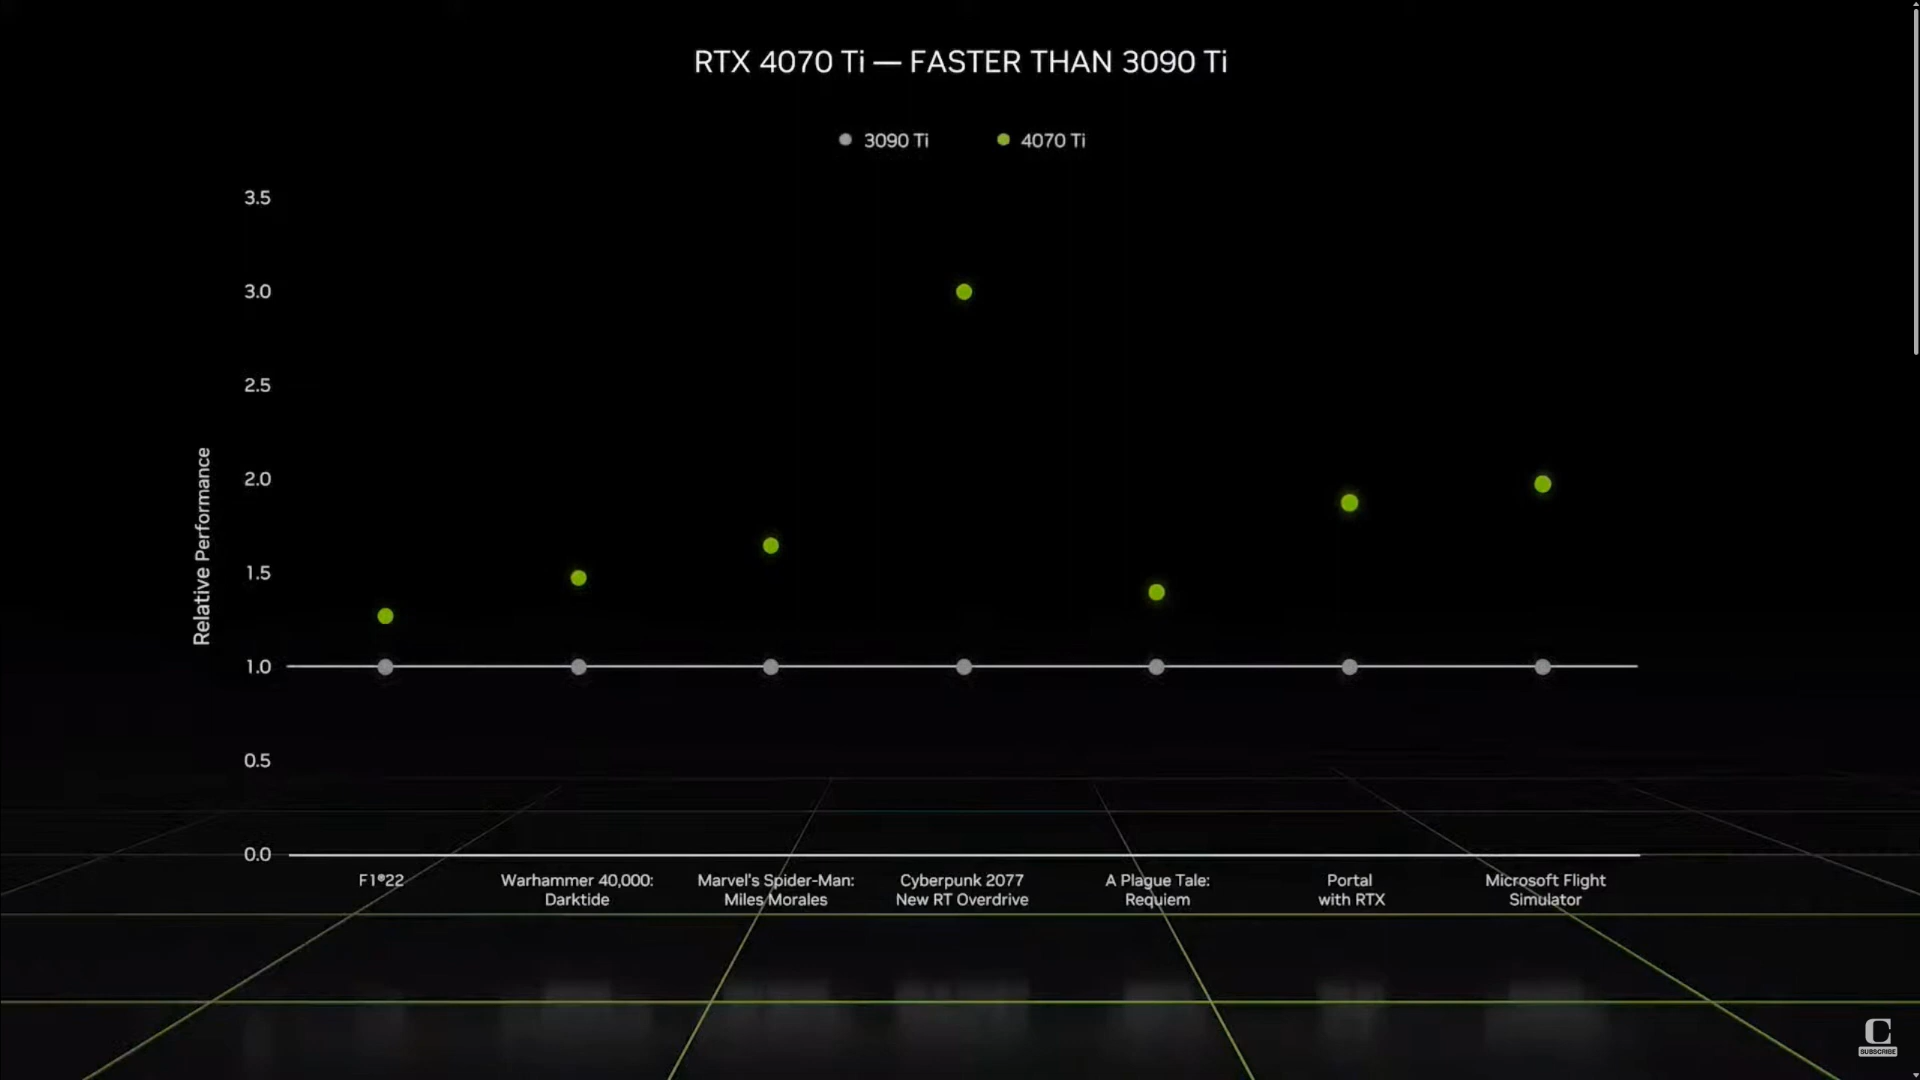 RTX 4070 Ti — FASTER THAN 3090 Ti
3090 Ti
4070 Ti
3.5
3.0
2.5
2.0
1.5
1.0
0.5
0.0
Relative Performance
F1®22
Warhammer 40,000:
Darktide
Marvel's Spider-Man:
Miles Morales
Cyberpunk 2077
New RT Overdrive
A Plague Tale:
Requiem
Portal
with RTX
Microsoft Flight
Simulator
C
SUBSCRIBE